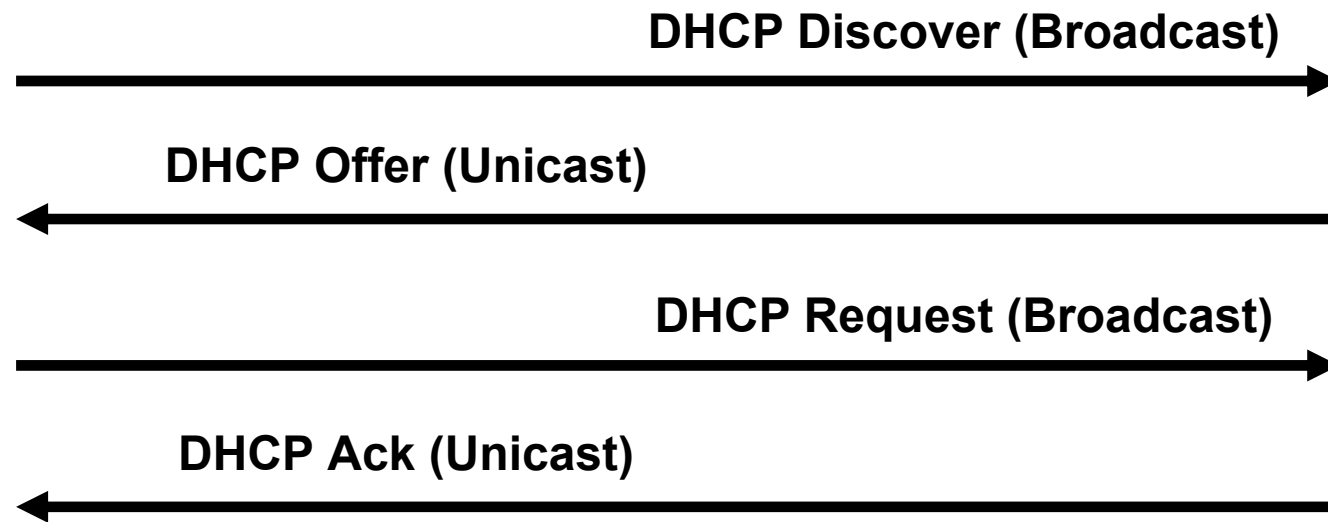 DHCP Discover (Broadcast)
DHCP Offer (Unicast)
DHCP Request (Broadcast)
DHCP Ack (Unicast)